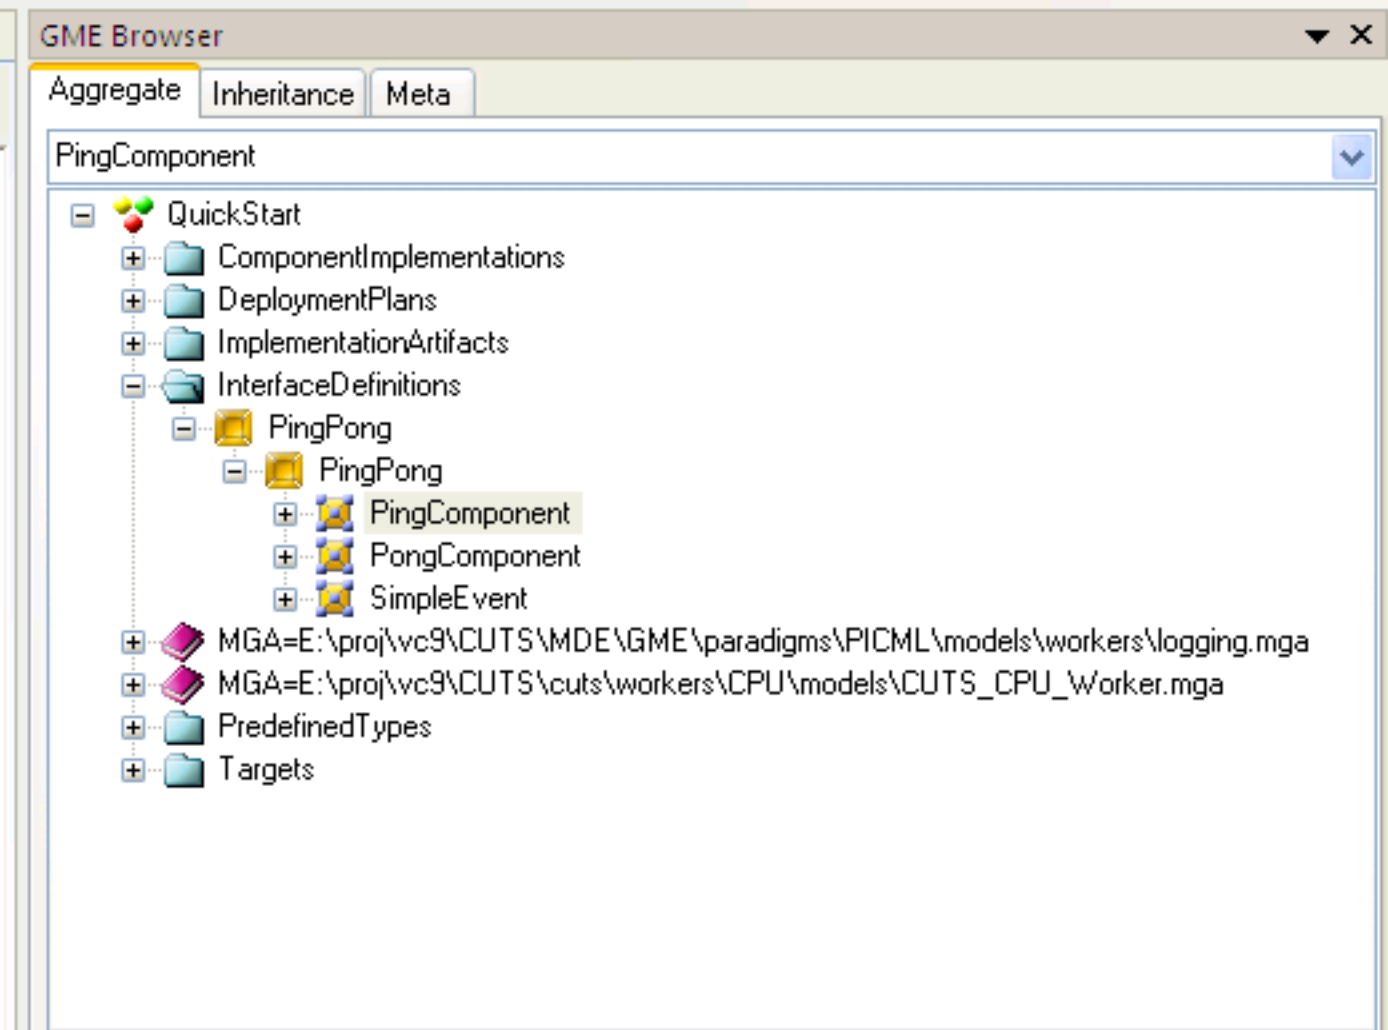 GME Browser
Aggregate Inheritance Meta
PingComponent
QuickStart
ComponentImplementations
DeploymentPlans
ImplementationArtifacts
InterfaceDefinitions
PingPong
PingPong
PingComponent
PongComponent
SimpleEvent
MGA=E:\proj\vc9\CUTS\MDE\GME\paradigms\PICML\models\workers\logging.mga
MGA=E:\proj\vc9\CUTS\cuts\workers\CPU\models\CUTS_CPU_Worker.mga
PredefinedTypes
Targets